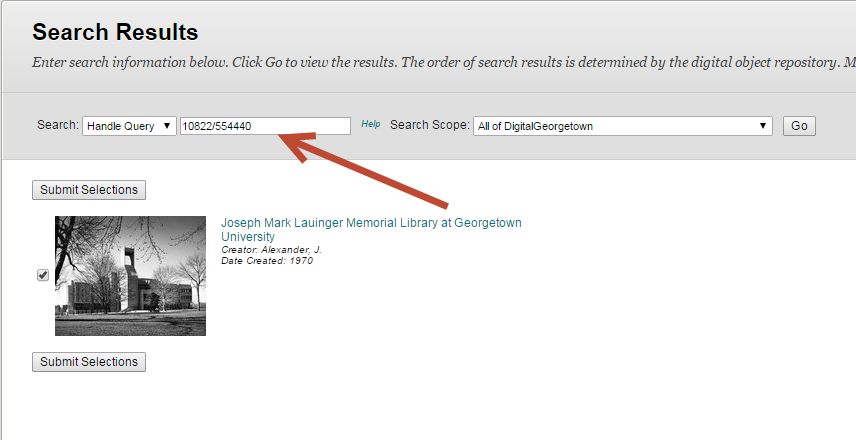 Search Results
Enter search information below. Click Go to view the results. The order of search results is determined by the digital object repository. M
Search: Handle Query 10822/554440 Help Search Scope: All of DigitalGeorgetown Go
Submit Selections
Joseph Mark Lauinger Memorial Library at Georgetown
University
Creator: Alexander, J.
Date Created: 1970
Submit Selections